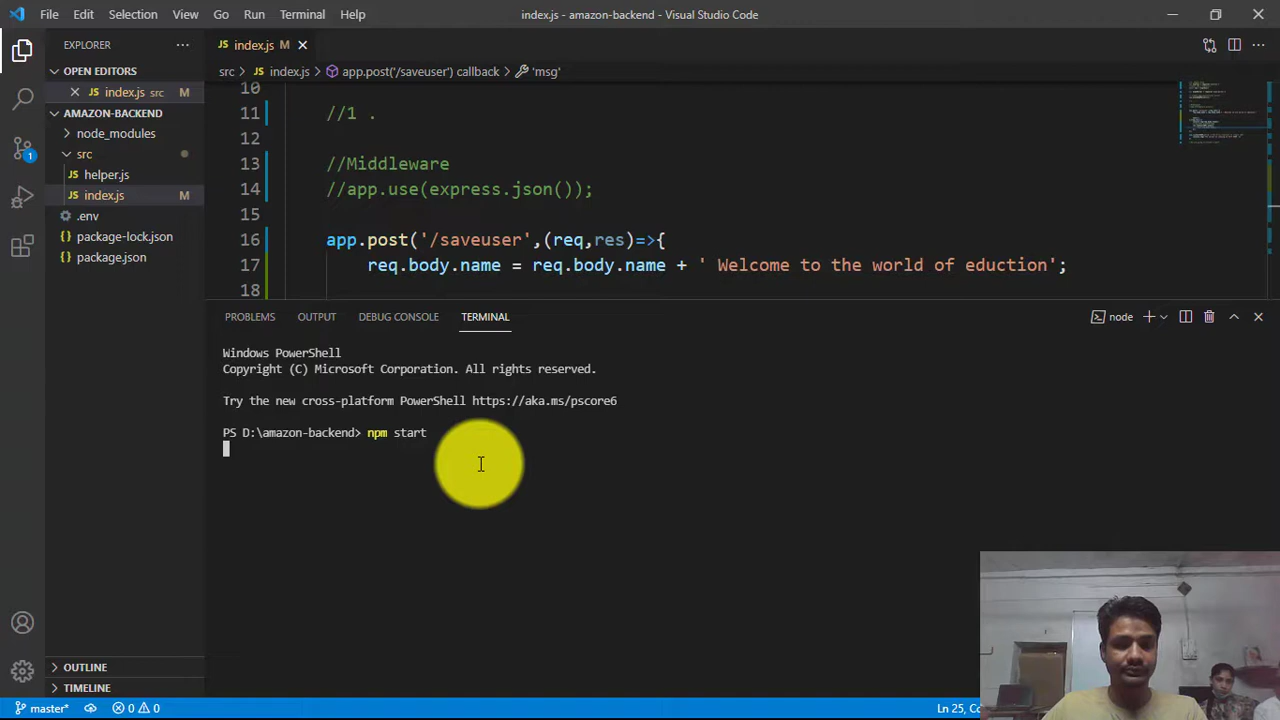 File Edit Selection View Go Run Terminal Help
index.js - amazon-backend - Visual Studio Code
EXPLORER
OPEN EDITORS
index.js src M
AMAZON-BACKEND
node_modules
src
helper.js
index.js M
.env
package-lock.json
package.json
OUTLINE
TIMELINE
index.js M
src > index.js > app.post('/saveuser') callback > 'msg'
10
11 //1 .
12
13 //Middleware
14 //app.use(express.json());
15
16 app.post('/saveuser',(req,res)=>{
17 req.body.name = req.body.name + ' Welcome to the world of eduction';
18
PROBLEMS OUTPUT DEBUG CONSOLE TERMINAL
node
Windows PowerShell
Copyright (C) Microsoft Corporation. All rights reserved.
Try the new cross-platform PowerShell https://aka.ms/pscore6
PS D:\amazon-backend> npm start
1
master* 0 0
Ln 25,